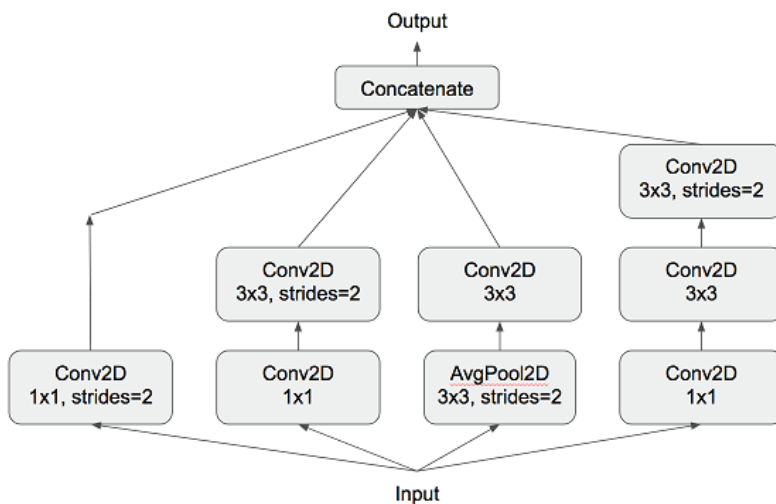 Output
Concatenate
Conv2D
3x3, strides=2
Conv2D
3x3, strides=2
Conv2D
3x3
Conv2D
3x3
Conv2D
1x1, strides=2
Conv2D
1x1
AvgPool2D
3x3, strides=2
Conv2D
1x1
Input